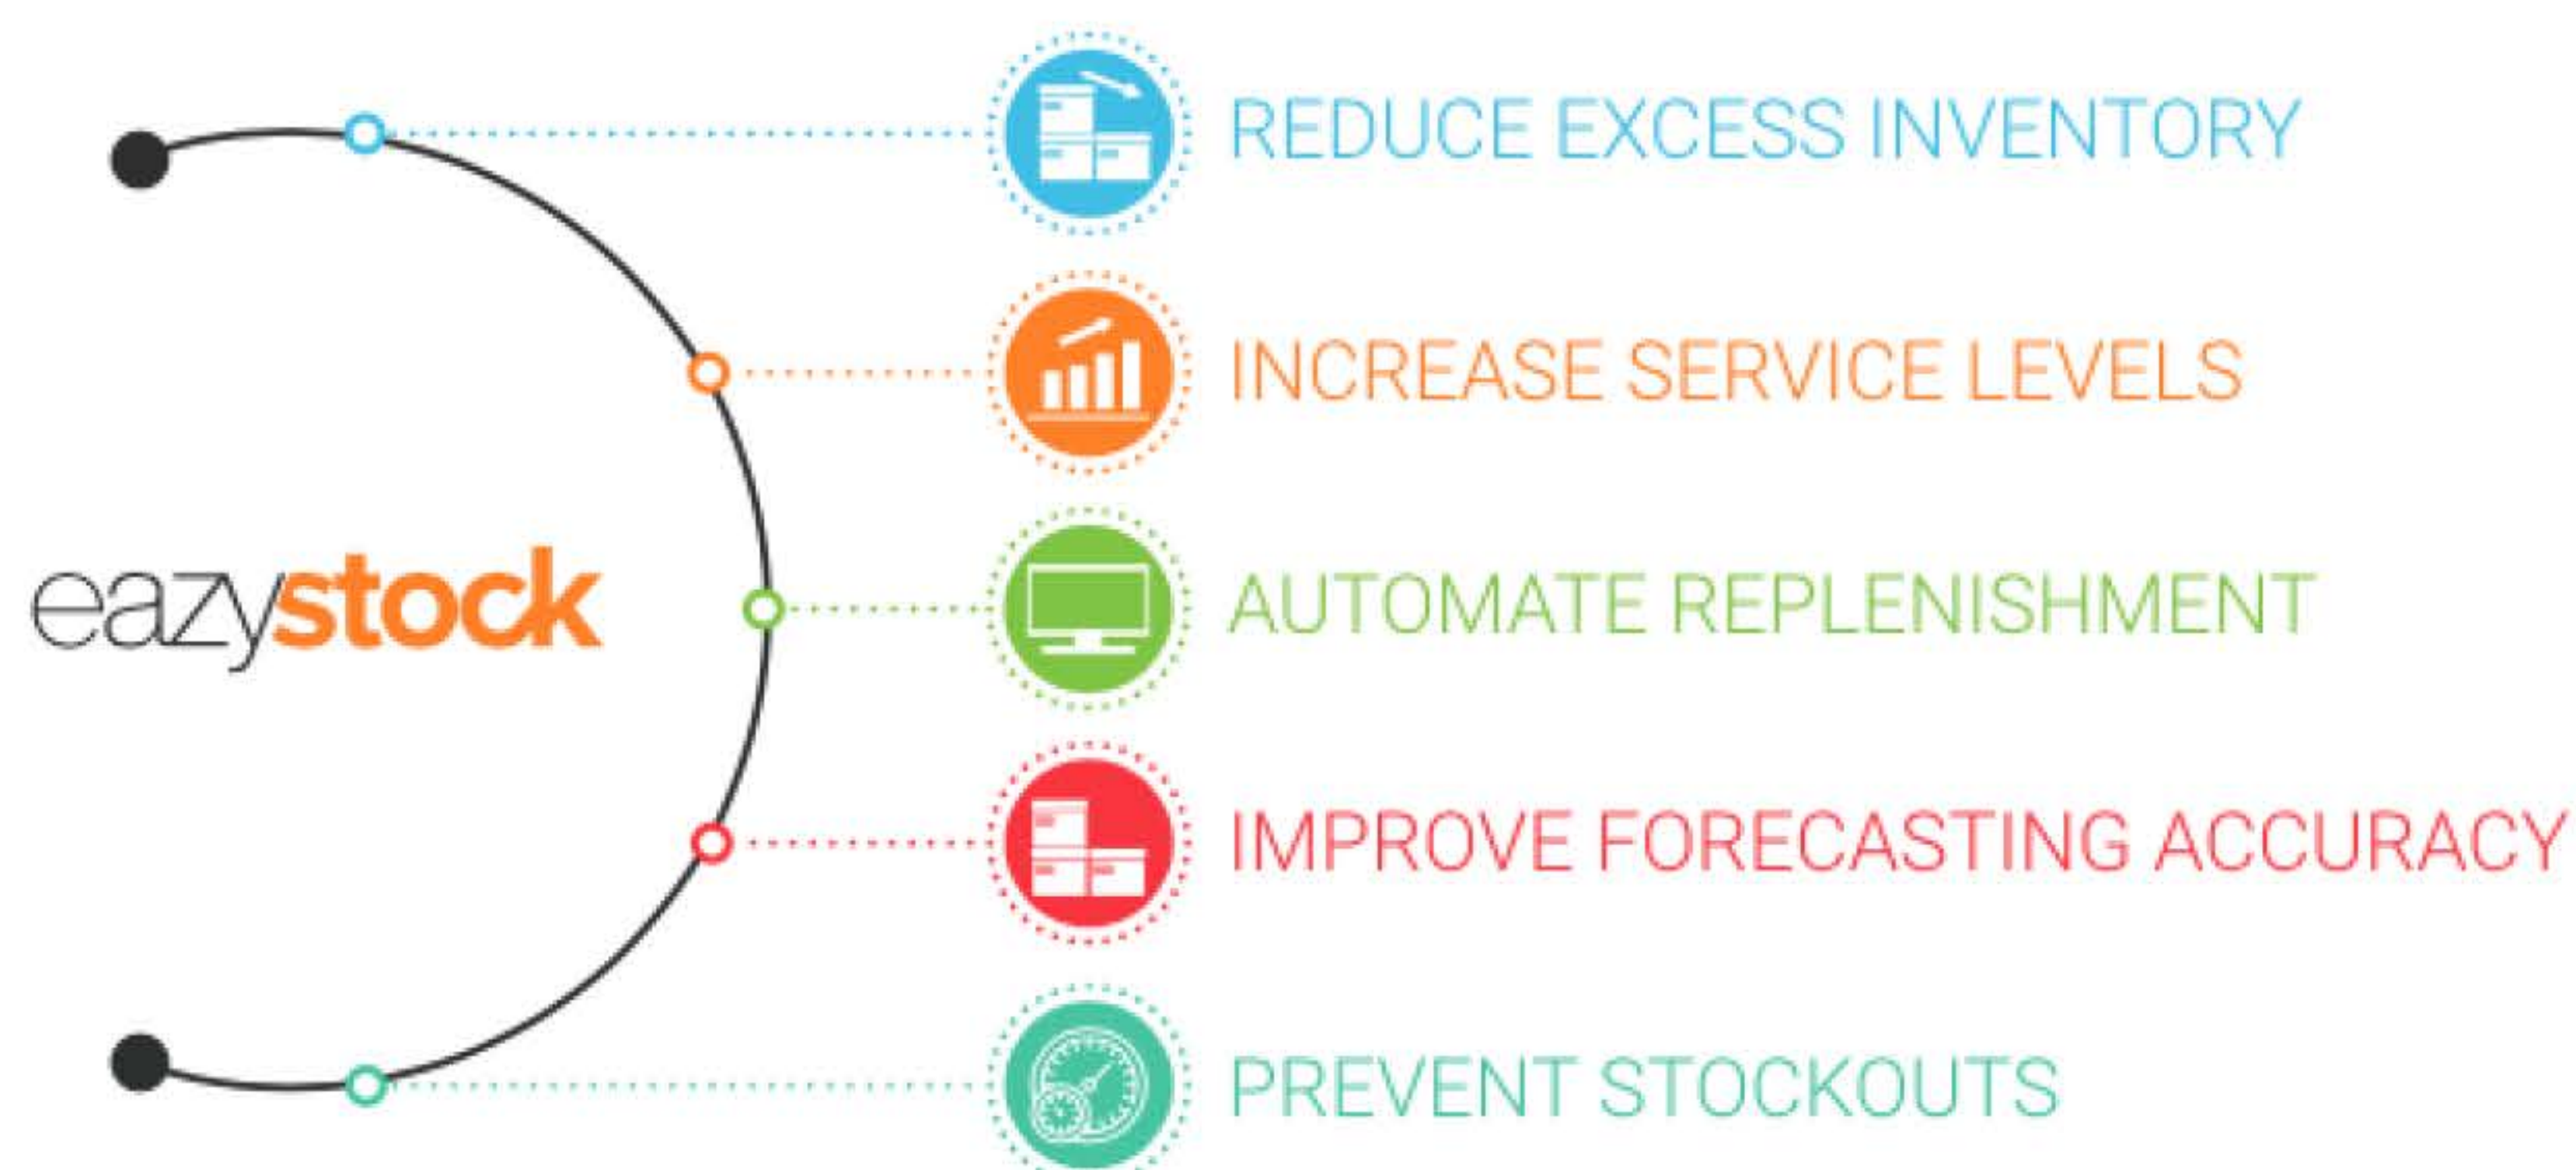 REDUCE EXCESS INVENTORY
INCREASE SERVICE LEVELS
eazystock
AUTOMATE REPLENISHMENT
IMPROVE FORECASTING ACCURACY
PREVENT STOCKOUTS